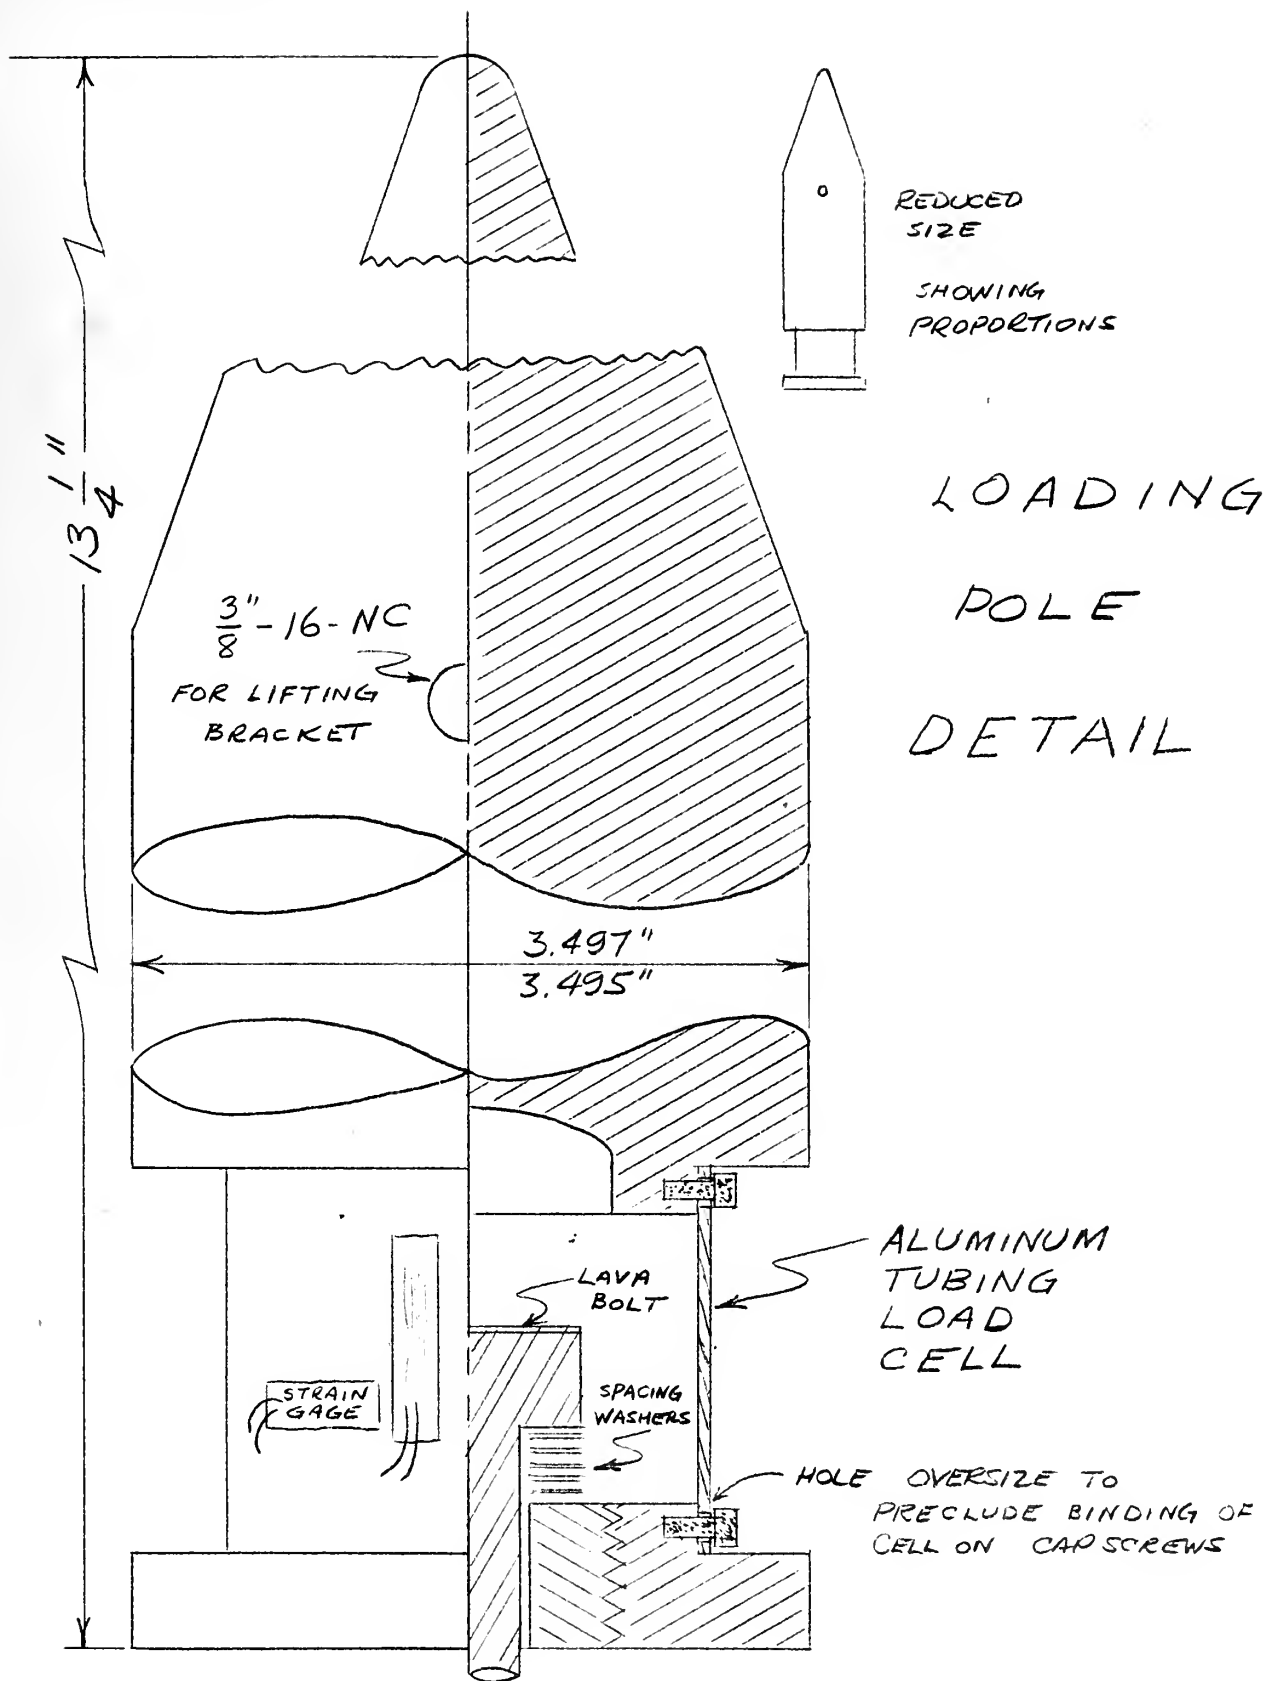 REDUCED
SIZE
SHOWING
PROPORTIONS
13 1/4"
LOADING
POLE
DETAIL
3/8"-16-NC
FOR LIFTING
BRACKET
3.497"
3.495"
ALUMINUM
TUBING
LOAD
CELL
LAVA
BOLT
STRAIN
GAGE
SPACING
WASHERS
HOLE OVERSIZE TO
PRECLUDE BINDING OF
CELL ON CAPSCREWS